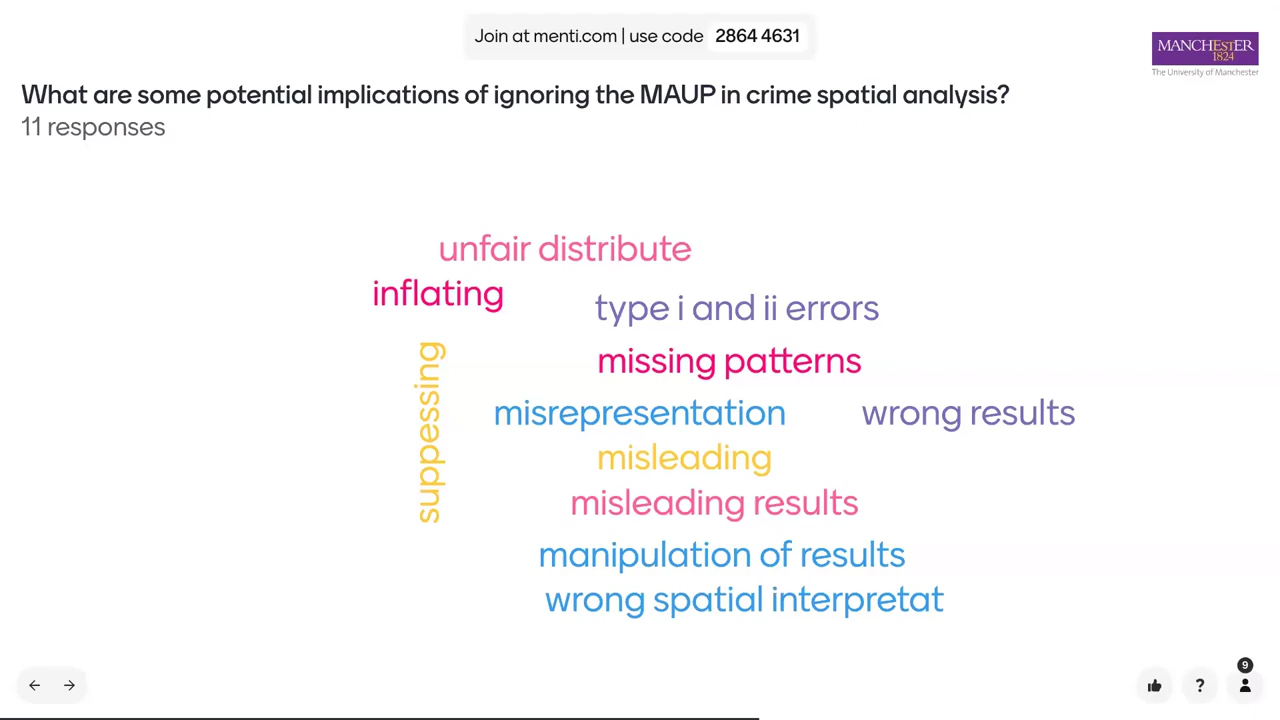 Join at menti.com | use code 2864 4631
MANCHESTER
1824
The University of Manchester
What are some potential implications of ignoring the MAUP in crime spatial analysis?
11 responses
unfair distribute
inflating
type i and ii errors
suppessing
missing patterns
misrepresentation
wrong results
misleading
misleading results
manipulation of results
wrong spatial interpretat
9
?